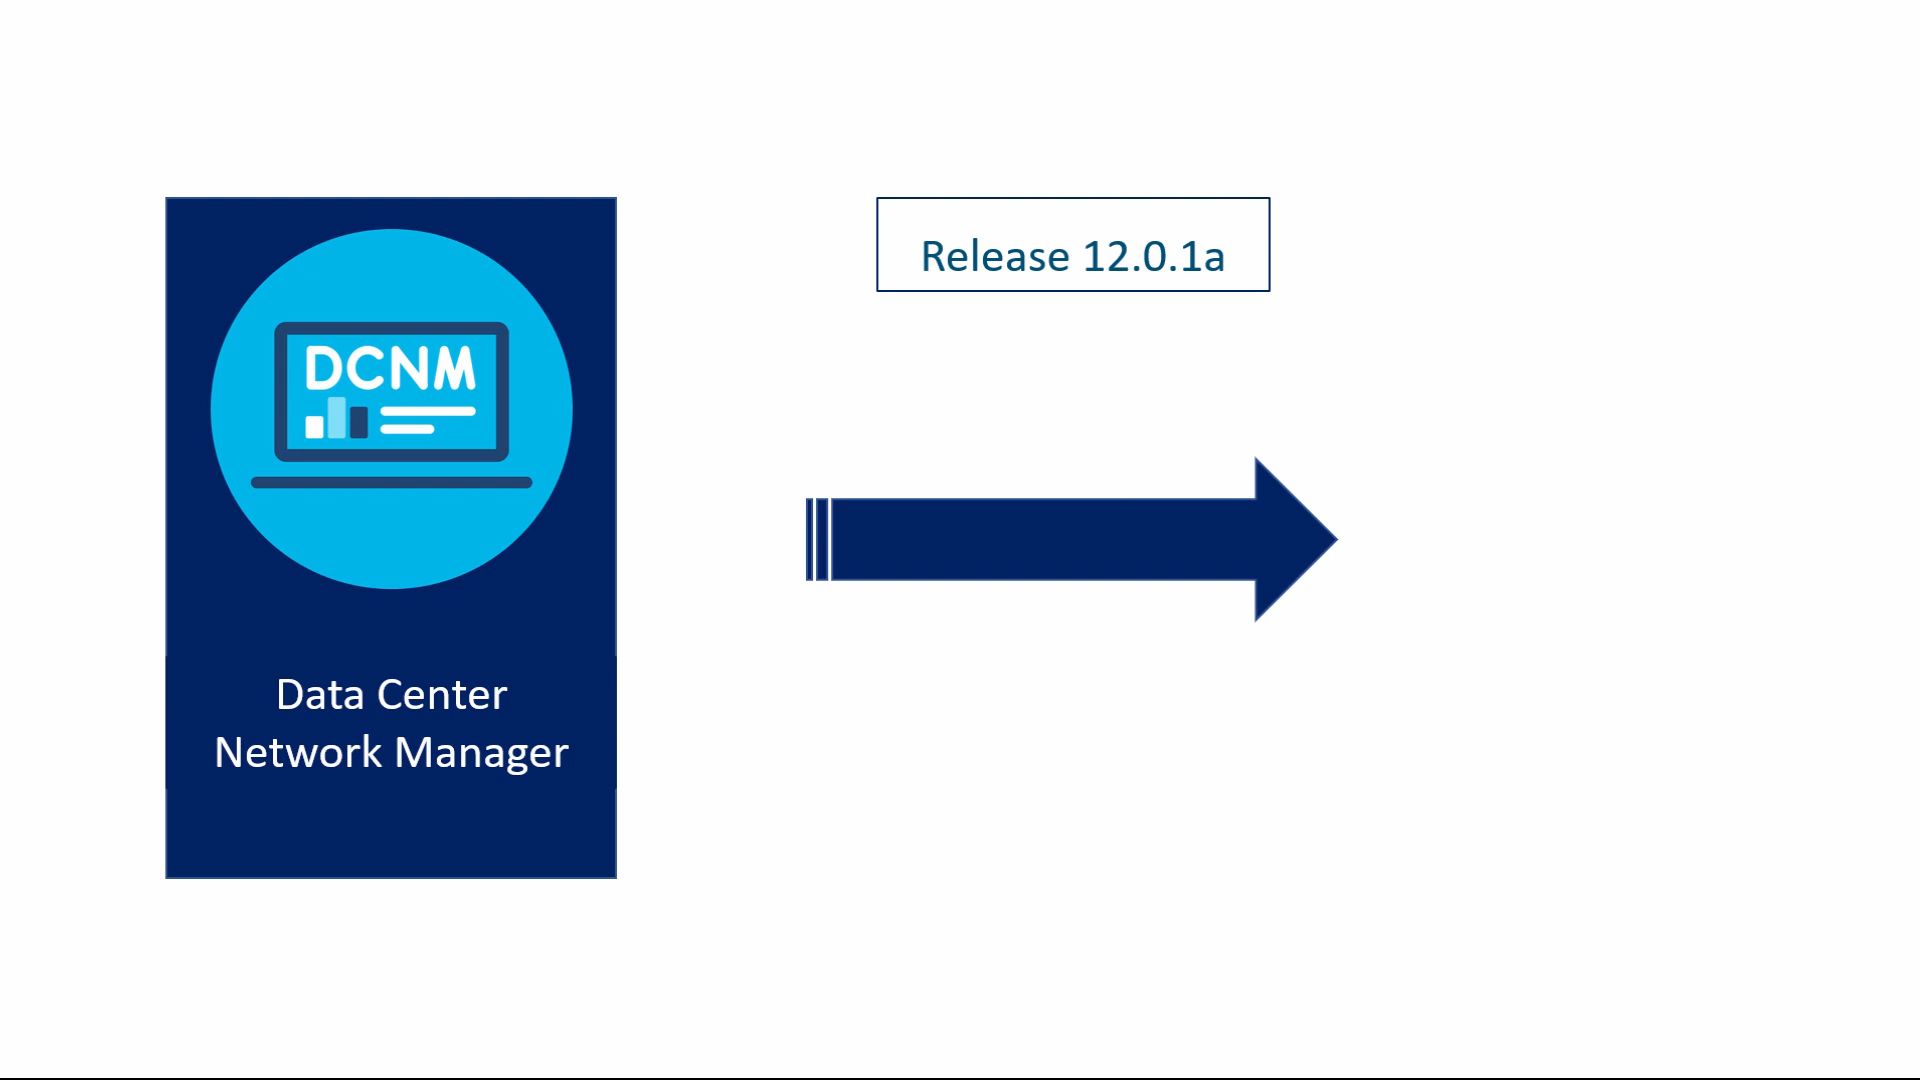 DCNM
Data Center
Network Manager
Release 12.0.1a